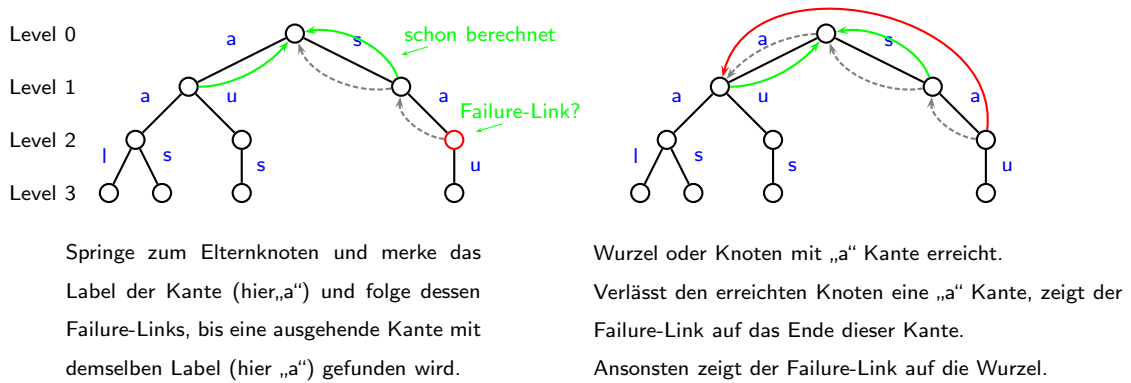 Level 0
Level 1
Level 2
Level 3
a
s
schon berechnet
a
u
a
Failure-Link?
l
s
s
u
a
s
a
u
a
l
s
s
u
Springe zum Elternknoten und merke das
Label der Kante (hier„a“) und folge dessen
Failure-Links, bis eine ausgehende Kante mit
demselben Label (hier „a“) gefunden wird.
Wurzel oder Knoten mit „a“ Kante erreicht.
Verlässt den erreichten Knoten eine „a“ Kante, zeigt der
Failure-Link auf das Ende dieser Kante.
Ansonsten zeigt der Failure-Link auf die Wurzel.